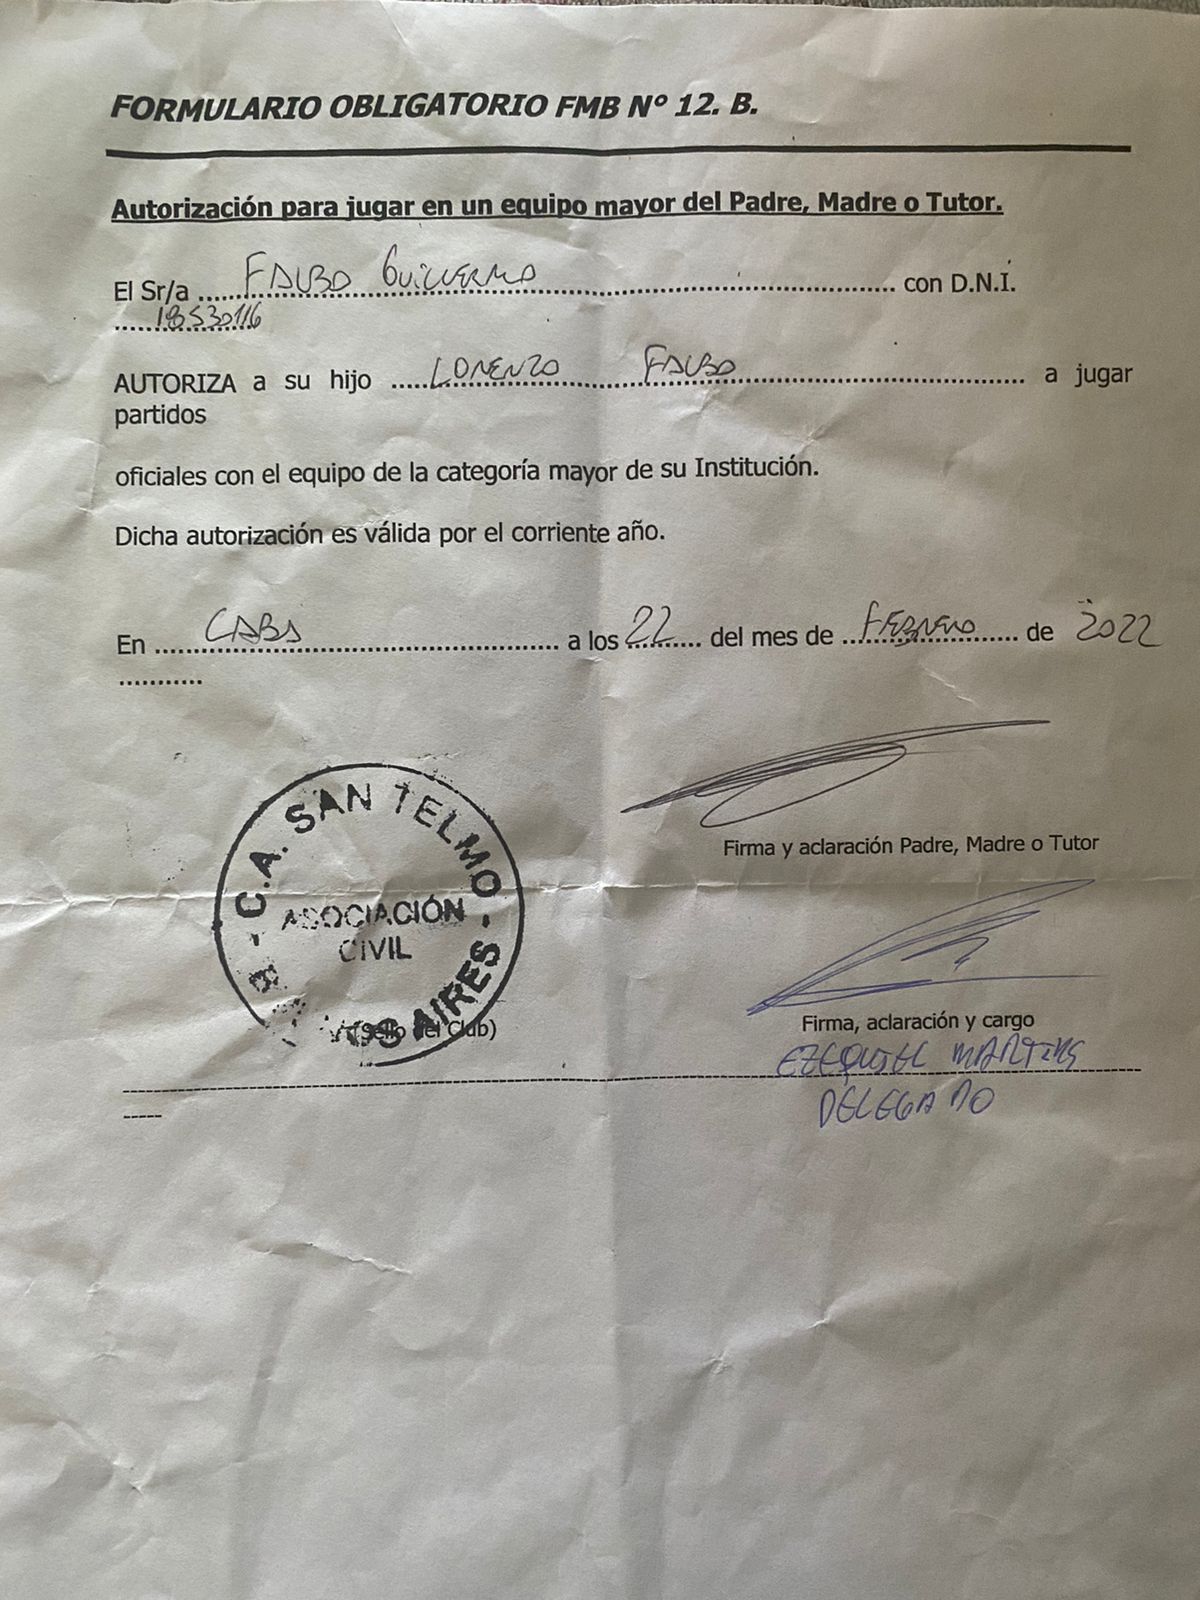 FORMULARIO OBLIGATORIO FMB N° 12. B.
Autorización para jugar en un equipo mayor del Padre, Madre o Tutor.
El Sr/a ...... FALBO GUILLERMO ...... con D.N.I.
...... 18530116
AUTORIZA a su hijo ...... LORENZO FALBO ...... a jugar
partidos
oficiales con el equipo de la categoría mayor de su Institución.
Dicha autorización es válida por el corriente año.
En ...... CABA ...... a los 22 ...... del mes de ...... FEBRERO ...... de 2022
...........
C.A. SAN TELMO -
ASOCIACIÓN
CIVIL
AIRES
(Sello del Club)
Firma y aclaración Padre, Madre o Tutor
Firma, aclaración y cargo
EZEQUIEL MARTINS
DELEGADO